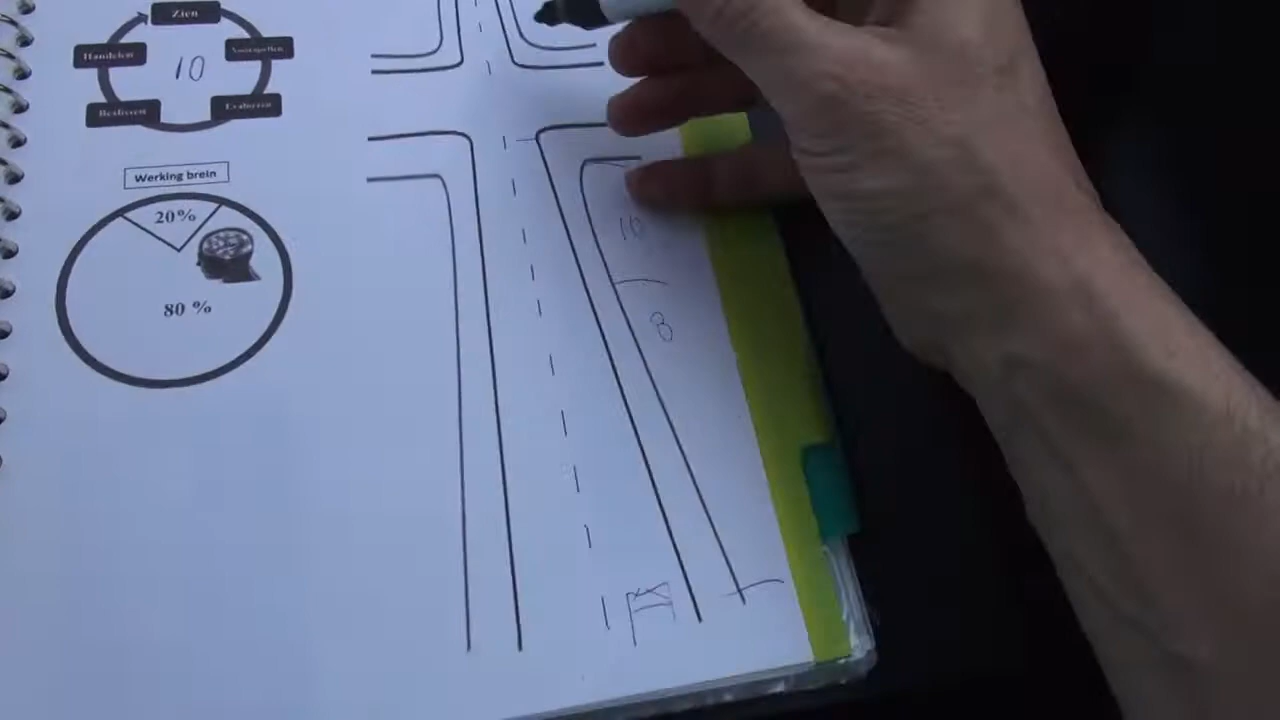 Zien
Handelen
Voorspellen
10
Beslissen
Evalueren
Werking brein
20%
80 %
10
8